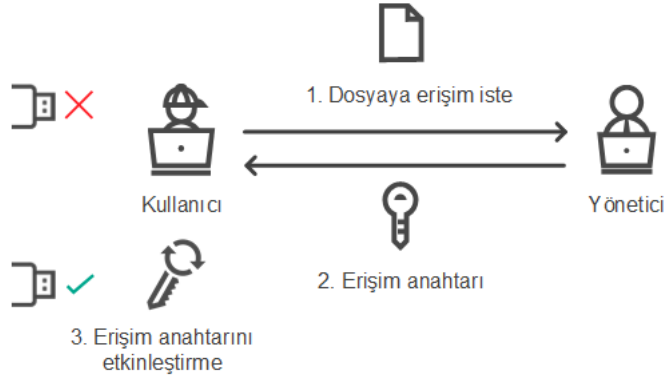 1. Dosyaya erişim iste
Kullanıcı
Yönetici
2. Erişim anahtarı
3. Erişim anahtarını
etkinleştirme